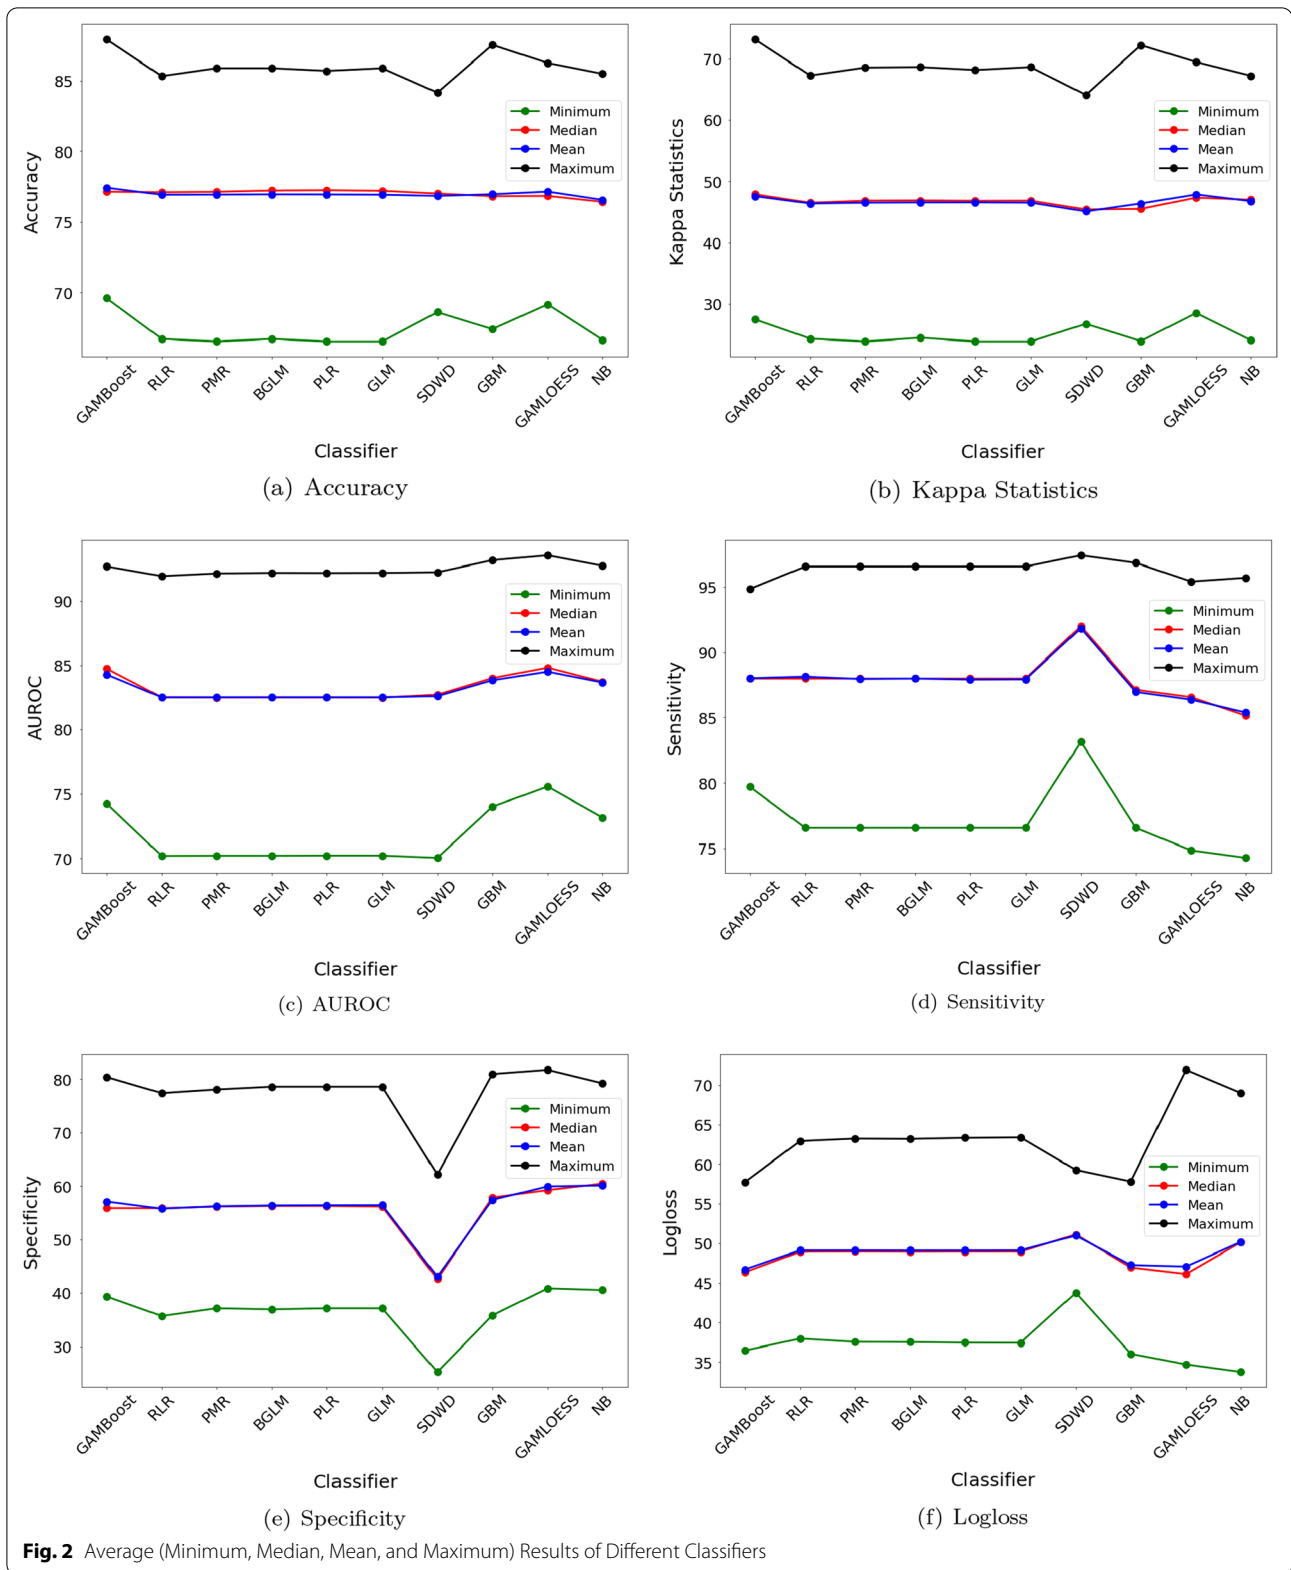 85
80
75
70
Accuracy
Minimum
Median
Mean
Maximum
GAMBoost
RLR
PMR
BGLM
PLR
GLM
SDWD
GBM
GAMLOESS
NB
Classifier
(a) Accuracy
70
60
50
40
30
Kappa Statistics
Minimum
Median
Mean
Maximum
GAMBoost
RLR
PMR
BGLM
PLR
GLM
SDWD
GBM
GAMLOESS
NB
Classifier
(b) Kappa Statistics
90
85
80
75
70
AUROC
Minimum
Median
Mean
Maximum
GAMBoost
RLR
PMR
BGLM
PLR
GLM
SDWD
GBM
GAMLOESS
NB
Classifier
(c) AUROC
95
90
85
80
75
Sensitivity
Minimum
Median
Mean
Maximum
GAMBoost
RLR
PMR
BGLM
PLR
GLM
SDWD
GBM
GAMLOESS
NB
Classifier
(d) Sensitivity
80
70
60
50
40
30
Specificity
Minimum
Median
Mean
Maximum
GAMBoost
RLR
PMR
BGLM
PLR
GLM
SDWD
GBM
GAMLOESS
NB
Classifier
(e) Specificity
70
65
60
55
50
45
40
35
Logloss
Minimum
Median
Mean
Maximum
GAMBoost
RLR
PMR
BGLM
PLR
GLM
SDWD
GBM
GAMLOESS
NB
Classifier
(f) Logloss
Fig. 2 Average (Minimum, Median, Mean, and Maximum) Results of Different Classifiers